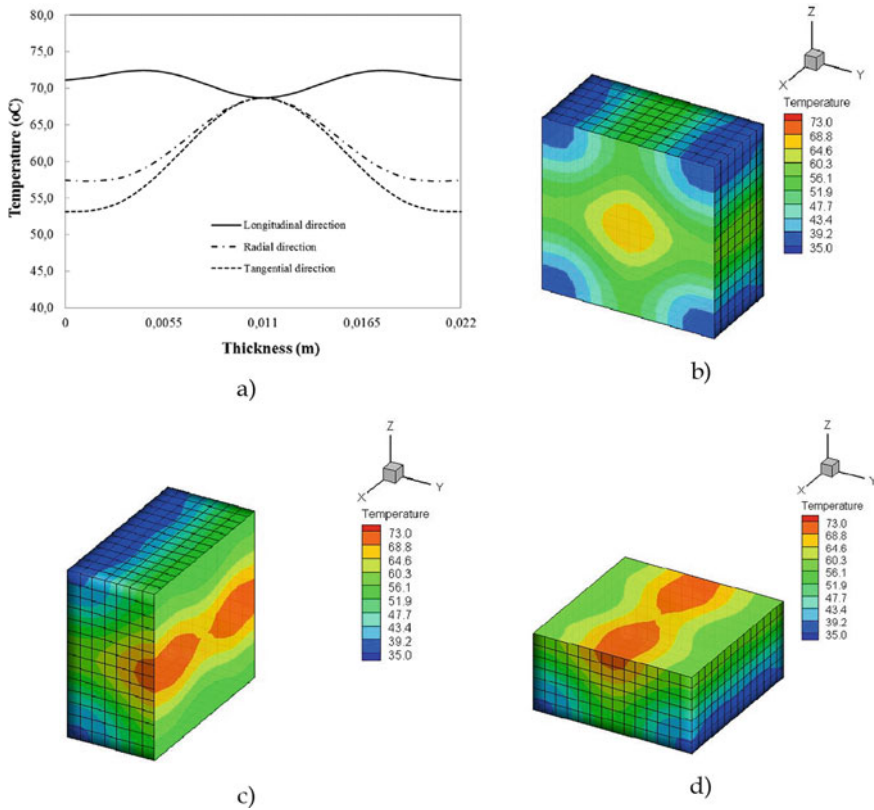 80,0
75,0
70,0
65,0
60,0
55,0
50,0
45,0
40,0
Temperature (oC)
Longitudinal direction
Radial direction
Tangential direction
0
0,0055
0,011
0,0165
0,022
Thickness (m)
a)
Z
X
Y
Temperature
73.0
68.8
64.6
60.3
56.1
51.9
47.7
43.4
39.2
35.0
b)
Z
X
Y
Temperature
73.0
68.8
64.6
60.3
56.1
51.9
47.7
43.4
39.2
35.0
c)
Z
X
Y
Temperature
73.0
68.8
64.6
60.3
56.1
51.9
47.7
43.4
39.2
35.0
d)